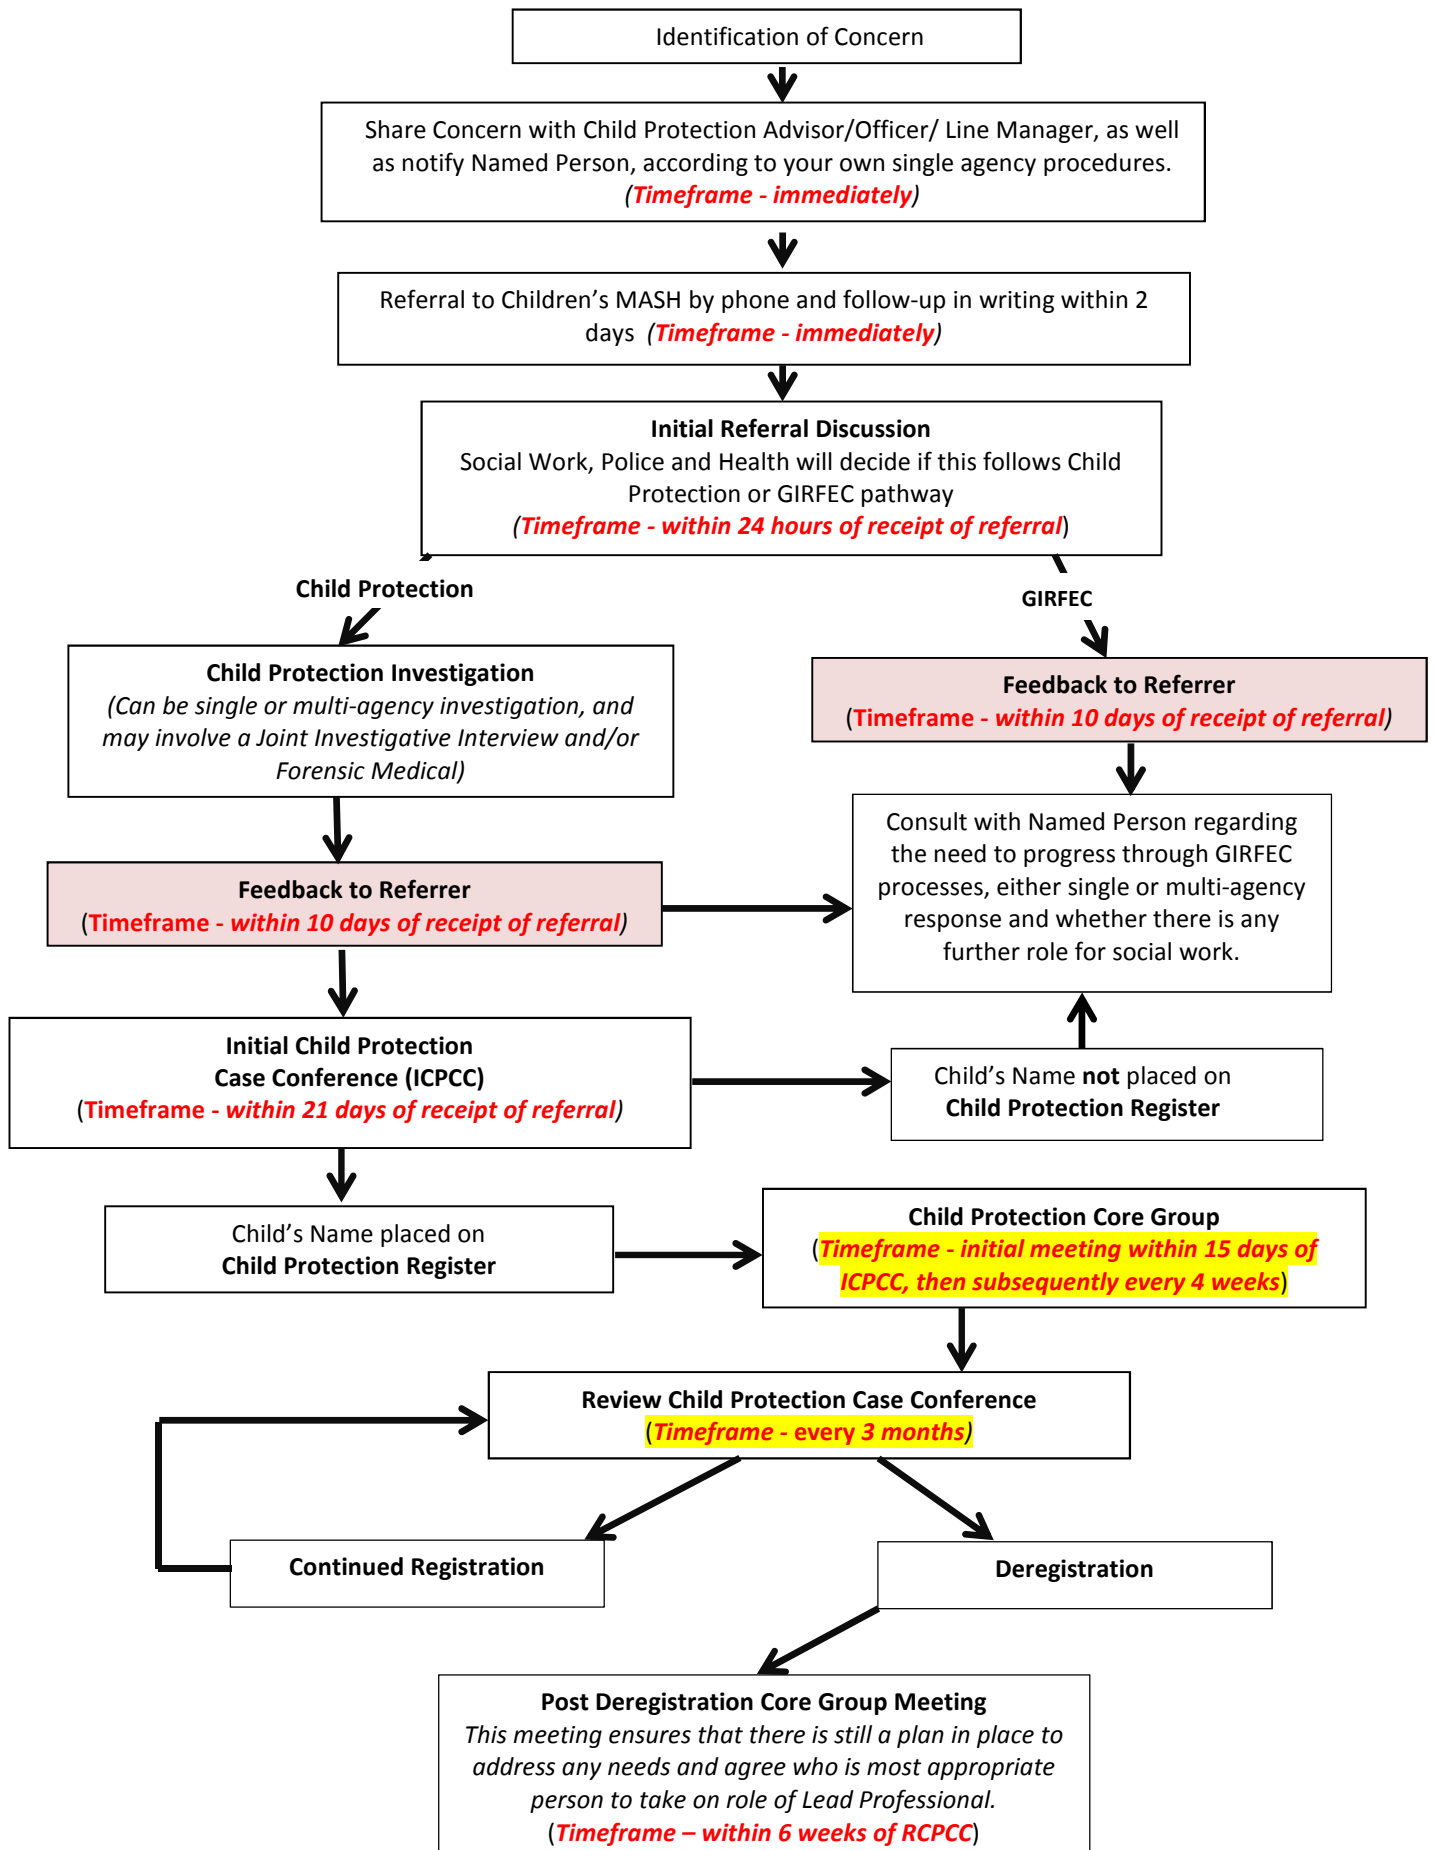 Identification of Concern
Share Concern with Child Protection Advisor/Officer/ Line Manager, as well
as notify Named Person, according to your own single agency procedures.
(Timeframe - immediately)
Referral to Children’s MASH by phone and follow-up in writing within 2
days (Timeframe - immediately)
Initial Referral Discussion
Social Work, Police and Health will decide if this follows Child
Protection or GIRFEC pathway
(Timeframe - within 24 hours of receipt of referral)
Child Protection
GIRFEC
Child Protection Investigation
(Can be single or multi-agency investigation, and
may involve a Joint Investigative Interview and/or
Forensic Medical)
Feedback to Referrer
(Timeframe - within 10 days of receipt of referral)
Consult with Named Person regarding
the need to progress through GIRFEC
processes, either single or multi-agency
response and whether there is any
further role for social work.
Feedback to Referrer
(Timeframe - within 10 days of receipt of referral)
Initial Child Protection
Case Conference (ICPCC)
(Timeframe - within 21 days of receipt of referral)
Child’s Name not placed on
Child Protection Register
Child’s Name placed on
Child Protection Register
Child Protection Core Group
(Timeframe - initial meeting within 15 days of
ICPCC, then subsequently every 4 weeks)
Review Child Protection Case Conference
(Timeframe - every 3 months)
Continued Registration
Deregistration
Post Deregistration Core Group Meeting
This meeting ensures that there is still a plan in place to
address any needs and agree who is most appropriate
person to take on role of Lead Professional.
(Timeframe – within 6 weeks of RCPCC)